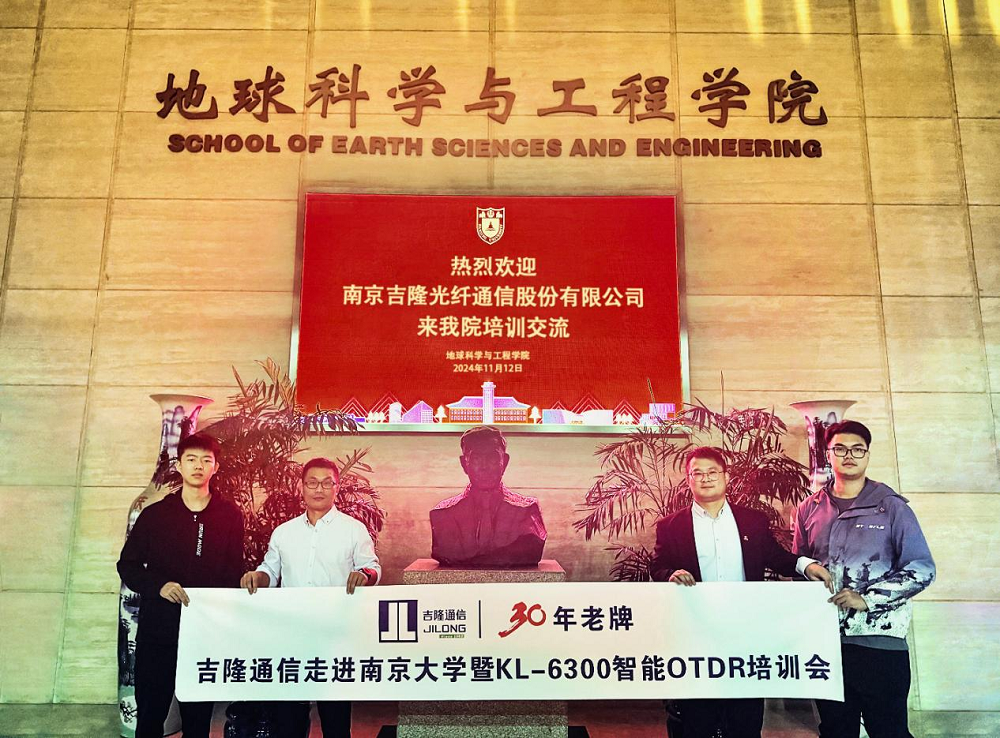 地球科学与工程学院
SCHOOL OF EARTH SCIENCES AND ENGINEERING
热烈欢迎
南京吉隆光纤通信股份有限公司
来我院培训交流
地球科学与工程学院
2024年11月12日
吉隆通信
JILONG
30年老牌
吉隆通信走进南京大学暨KL-6300智能OTDR培训会